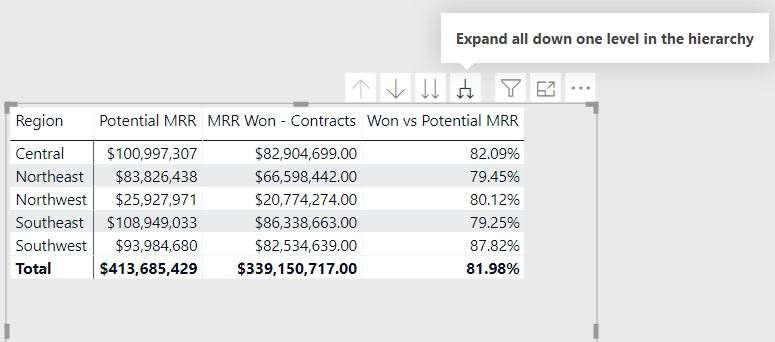 Expand all down one level in the hierarchy
Region Potential MRR MRR Won - Contracts Won vs Potential MRR
Central $100,997,307 $82,904,699.00 82.09%
Northeast $83,826,438 $66,598,442.00 79.45%
Northwest $25,927,971 $20,774,274.00 80.12%
Southeast $108,949,033 $86,338,663.00 79.25%
Southwest $93,984,680 $82,534,639.00 87.82%
Total $413,685,429 $339,150,717.00 81.98%